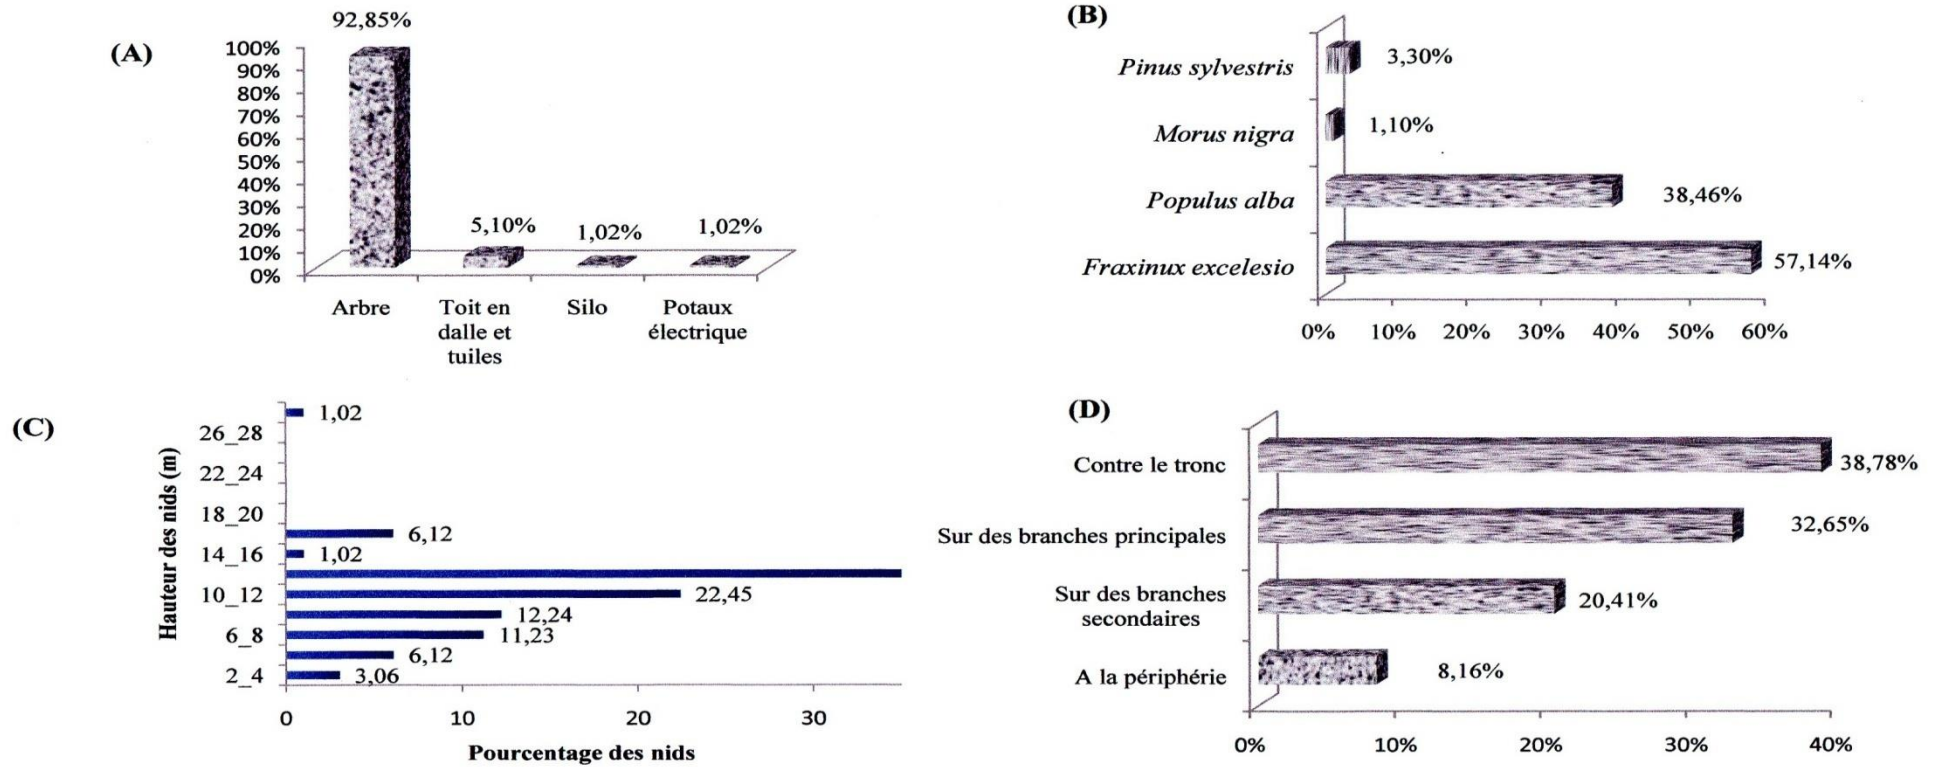 (A)
92,85%
100%
90%
80%
70%
60%
50%
40%
30%
20%
10%
0%
5,10%
1,02%
1,02%
Arbre
Toit en
dalle et
tuiles
Silo
Potaux
électrique
(B)
Pinus sylvestris
3,30%
Morus nigra
1,10%
Populus alba
38,46%
Fraxinux excelesio
57,14%
0% 10% 20% 30% 40% 50% 60%
(C)
Hauteur des nids (m)
1,02
26_28
22_24
18_20
6,12
14_16
1,02
10_12
22,45
12,24
6_8
11,23
6,12
2_4
3,06
0 10 20 30
Pourcentage des nids
(D)
Contre le tronc
38,78%
Sur des branches principales
32,65%
Sur des branches
secondaires
20,41%
A la périphérie
8,16%
0% 10% 20% 30% 40%